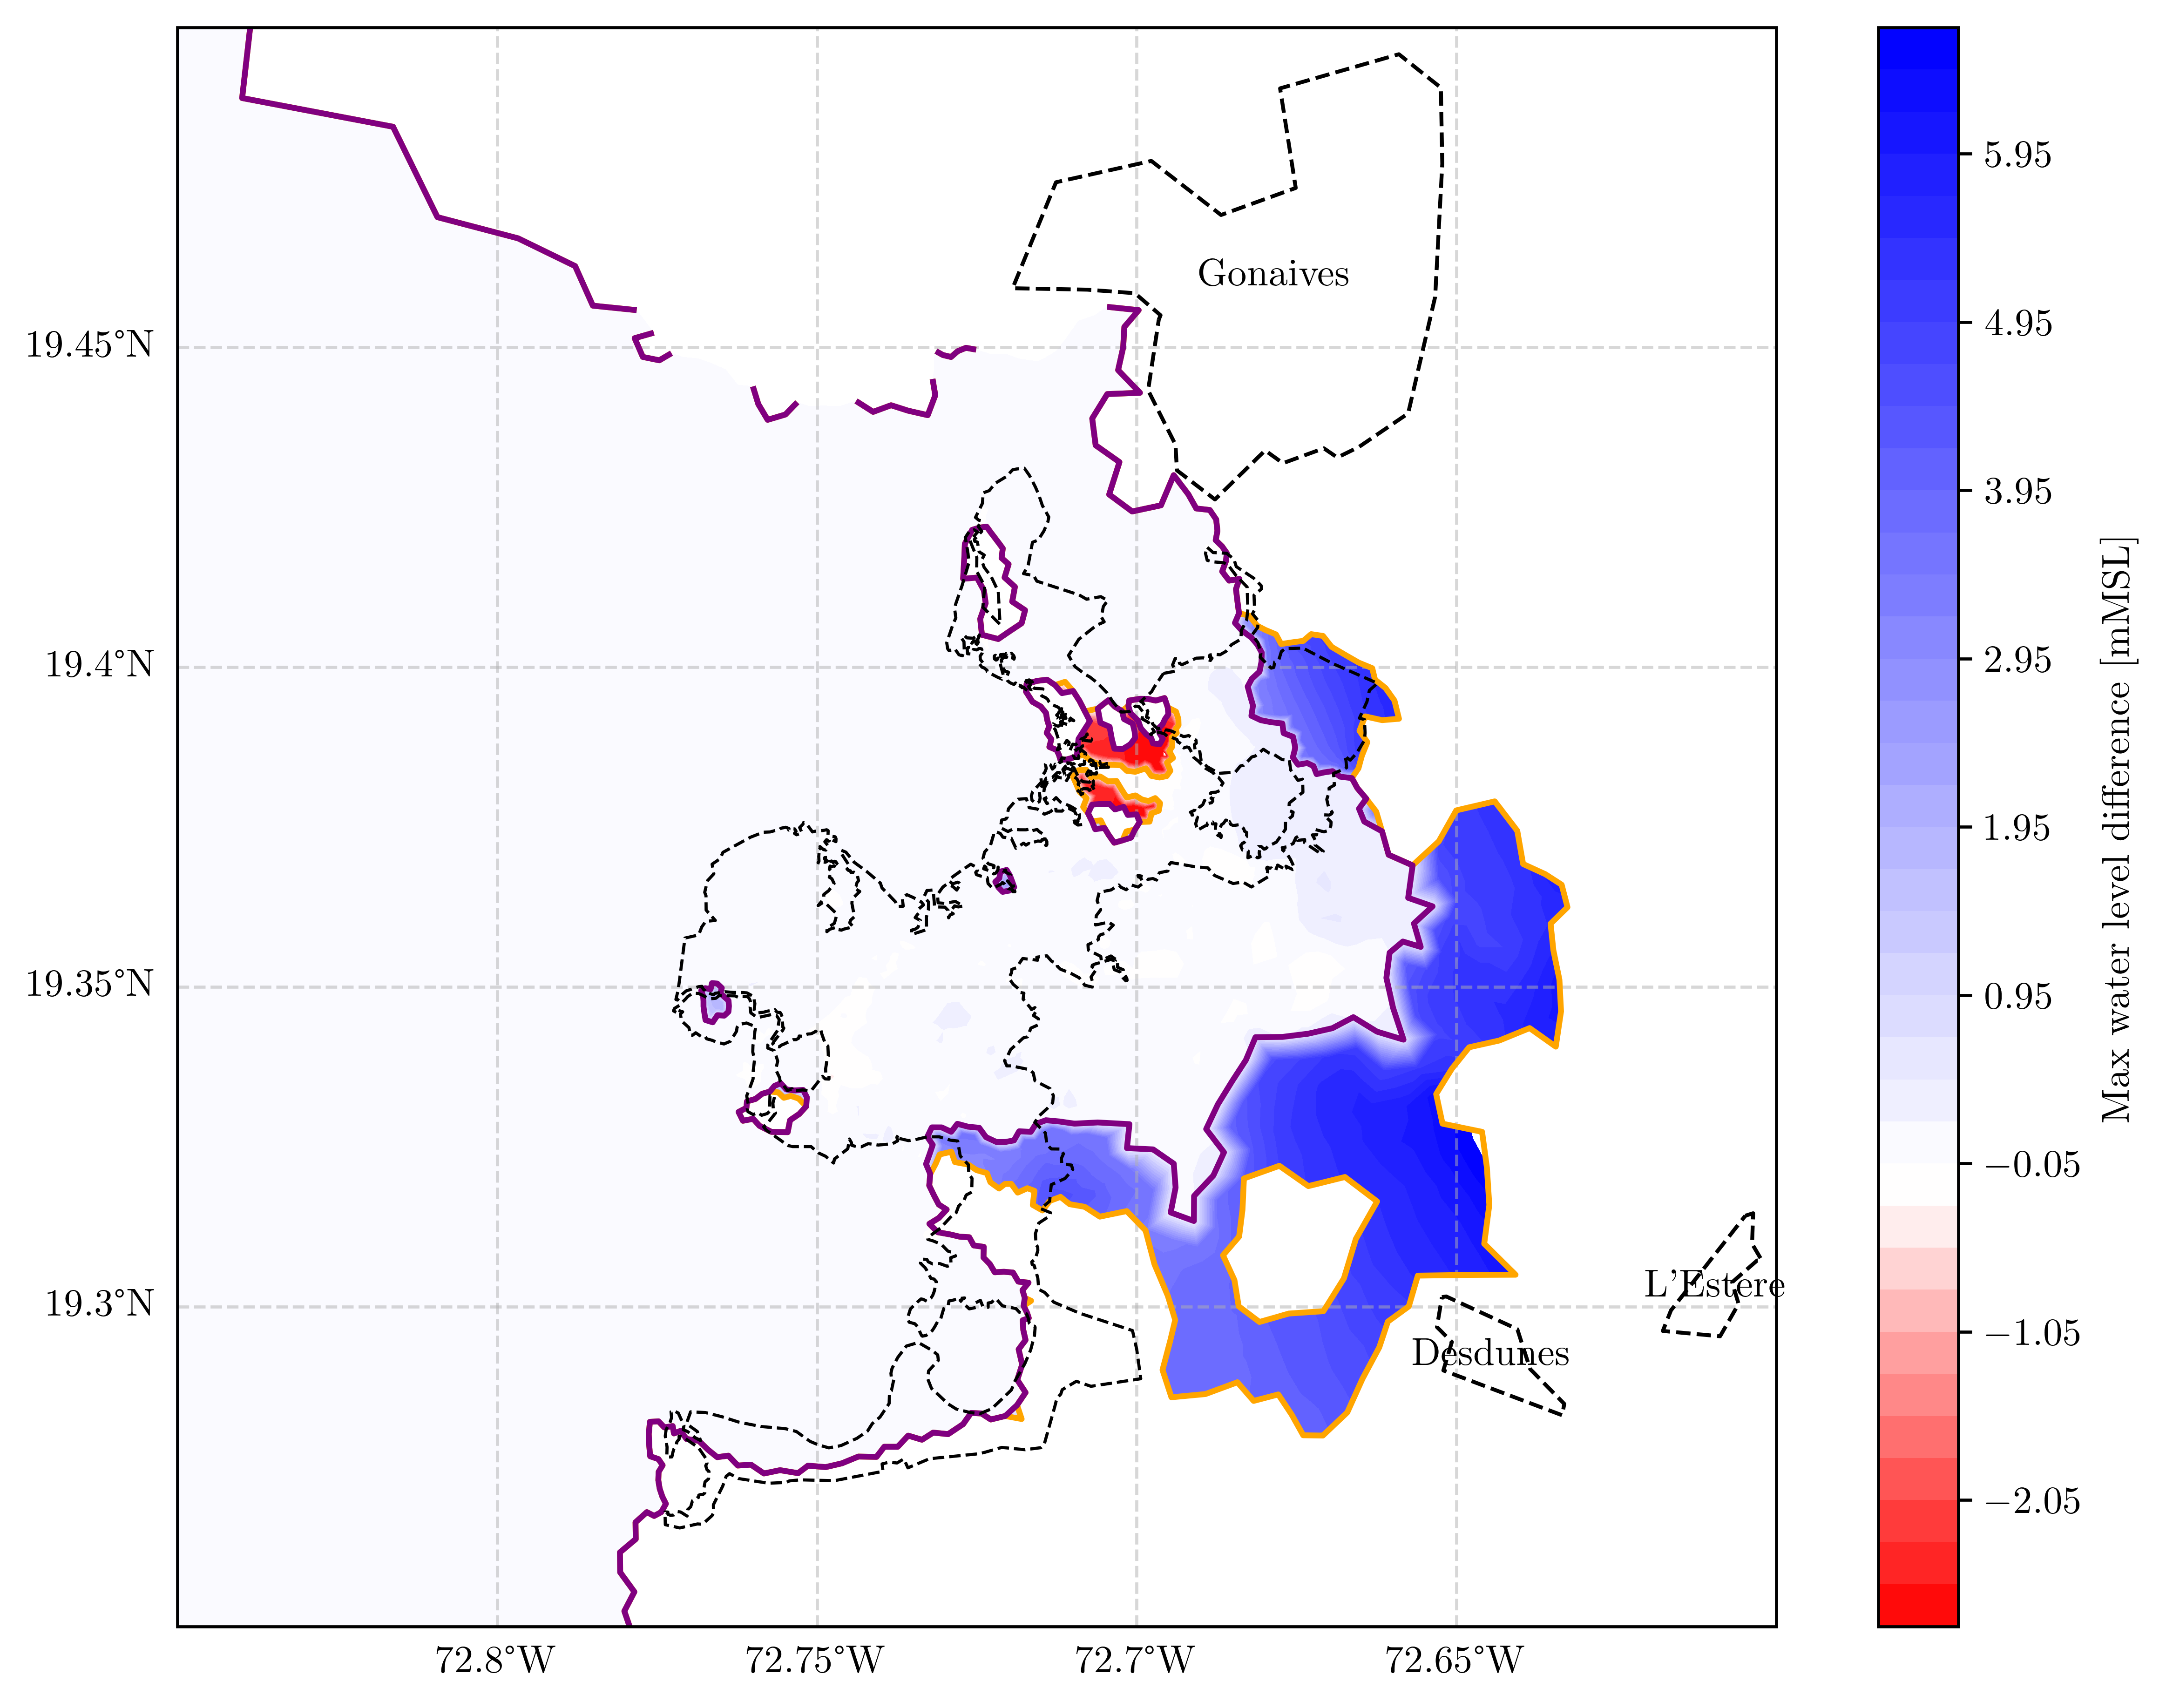 Gonaives
L'Estere
Desdunes
19.45°N
19.4°N
19.35°N
19.3°N
72.8°W
72.75°W
72.7°W
72.65°W
5.95
4.95
3.95
2.95
1.95
0.95
−0.05
−1.05
−2.05
Max water level difference [mMSL]